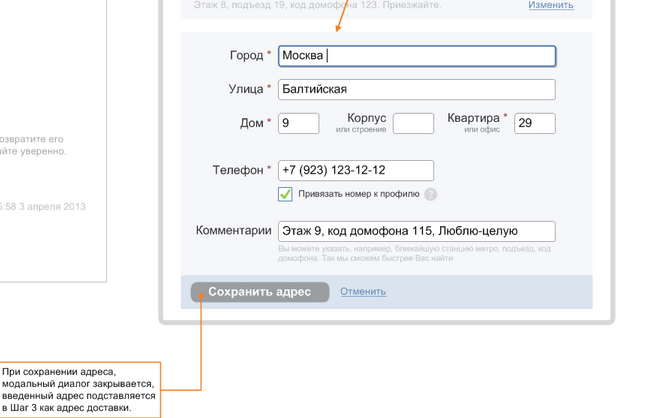 Этаж 8, подъезд 19, код домофона 123. Приезжайте.
Изменить
Город * Москва
Улица * Балтийская
Дом * 9 Корпус Квартира * 29
или строение или офис
озвратите его
йте уверенно.
Телефон * +7 (923) 123-12-12
Привязать номер к профилю ?
:58 3 апреля 2013
Комментарии Этаж 9, код домофона 115, Люблю-целую
Вы можете указать, например, ближайшую станцию метро, подъезд, код
домофона. Так мы сможем быстрее Вас найти
Сохранить адрес Отменить
При сохранении адреса,
модальный диалог закрывается,
введенный адрес подставляется
в Шаг 3 как адрес доставки.